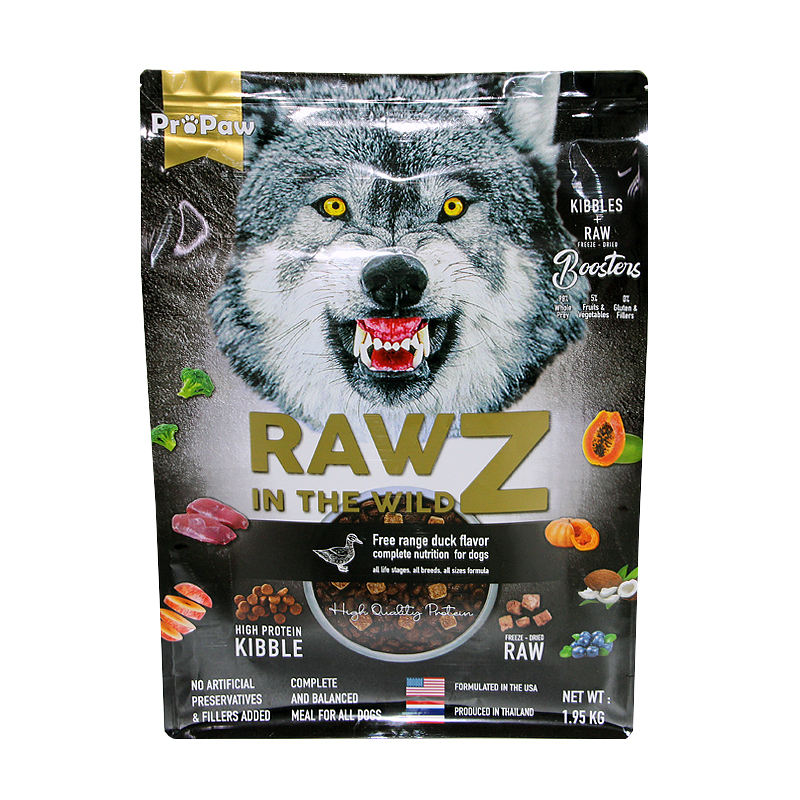 ProPaw
KIBBLES
+
RAW
FREEZE - DRIED
Boosters
5%
0%
Whole
Prey
Fruits &
Vegetables
Gluten &
Fillers
RAWZ
IN THE WILD
Free range duck flavor
complete nutrition for dogs
all life stages, all breeds, all sizes formula
High Quality Protein
HIGH PROTEIN
KIBBLE
FREEZE - DRIED
RAW
NO ARTIFICIAL
PRESERVATIVES
& FILLERS ADDED
COMPLETE
AND BALANCED
MEAL FOR ALL DOGS
FORMULATED IN THE USA
PRODUCED IN THAILAND
NET WT :
1.95 KG